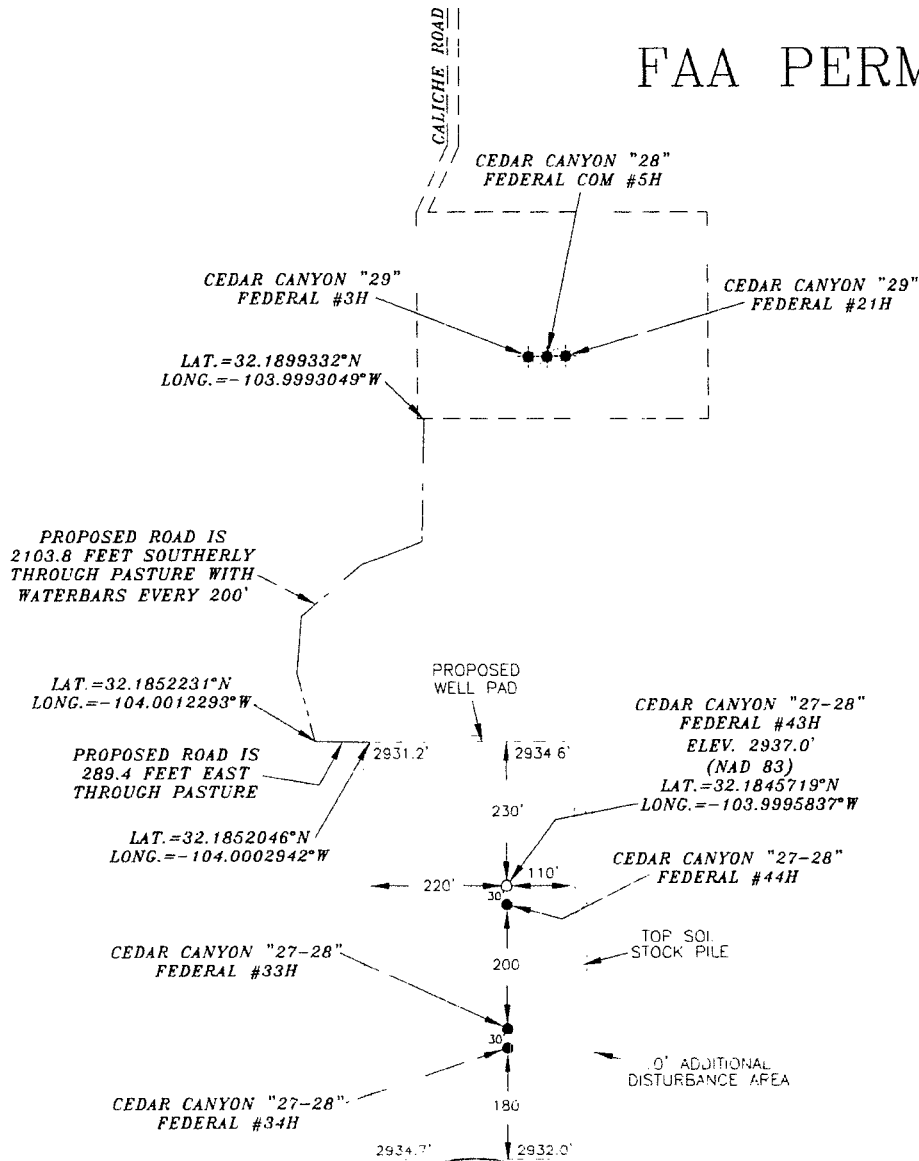 FAA PERM
CALICHE ROAD
CEDAR CANYON "28"
FEDERAL COM #5H
CEDAR CANYON "29"
FEDERAL #3H
CEDAR CANYON "29"
FEDERAL #21H
LAT.=32.1899332°N
LONG.=-103.9993049°W
PROPOSED ROAD IS
2103.8 FEET SOUTHERLY
THROUGH PASTURE WITH
WATERBARS EVERY 200'
LAT.=32.1852231°N
LONG.=-104.0012293°W
PROPOSED
WELL PAD
2931.2'
2934.6'
PROPOSED ROAD IS
289.4 FEET EAST
THROUGH PASTURE
CEDAR CANYON "27-28"
FEDERAL #43H
ELEV. 2937.0'
(NAD 83)
LAT.=32.1845719°N
LONG.=-103.9995837°W
LAT.=32.1852046°N
LONG.=-104.0002942°W
230'
220'
110'
30'
CEDAR CANYON "27-28"
FEDERAL #44H
TOP SOI
STOCK PILE
200
CEDAR CANYON "27-28"
FEDERAL #33H
30'
0' ADDITIONAL
DISTURBANCE AREA
CEDAR CANYON "27-28"
FEDERAL #34H
180
2934.7'
2932.0'